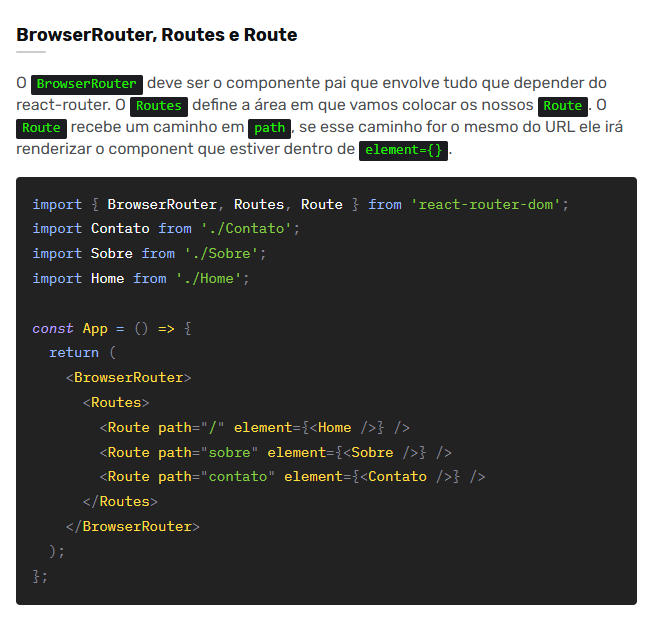 BrowserRouter, Routes e Route
O BrowserRouter deve ser o componente pai que envolve tudo que depender do
react-router. O Routes define a área em que vamos colocar os nossos Route . O
Route recebe um caminho em path , se esse caminho for o mesmo do URL ele irá
renderizar o component que estiver dentro de element={} .
import { BrowserRouter, Routes, Route } from 'react-router-dom';
import Contato from './Contato';
import Sobre from './Sobre';
import Home from './Home';

const App = () => {
  return (
    <BrowserRouter>
      <Routes>
        <Route path="/" element={<Home />} />
        <Route path="sobre" element={<Sobre />} />
        <Route path="contato" element={<Contato />} />
      </Routes>
    </BrowserRouter>
  );
};